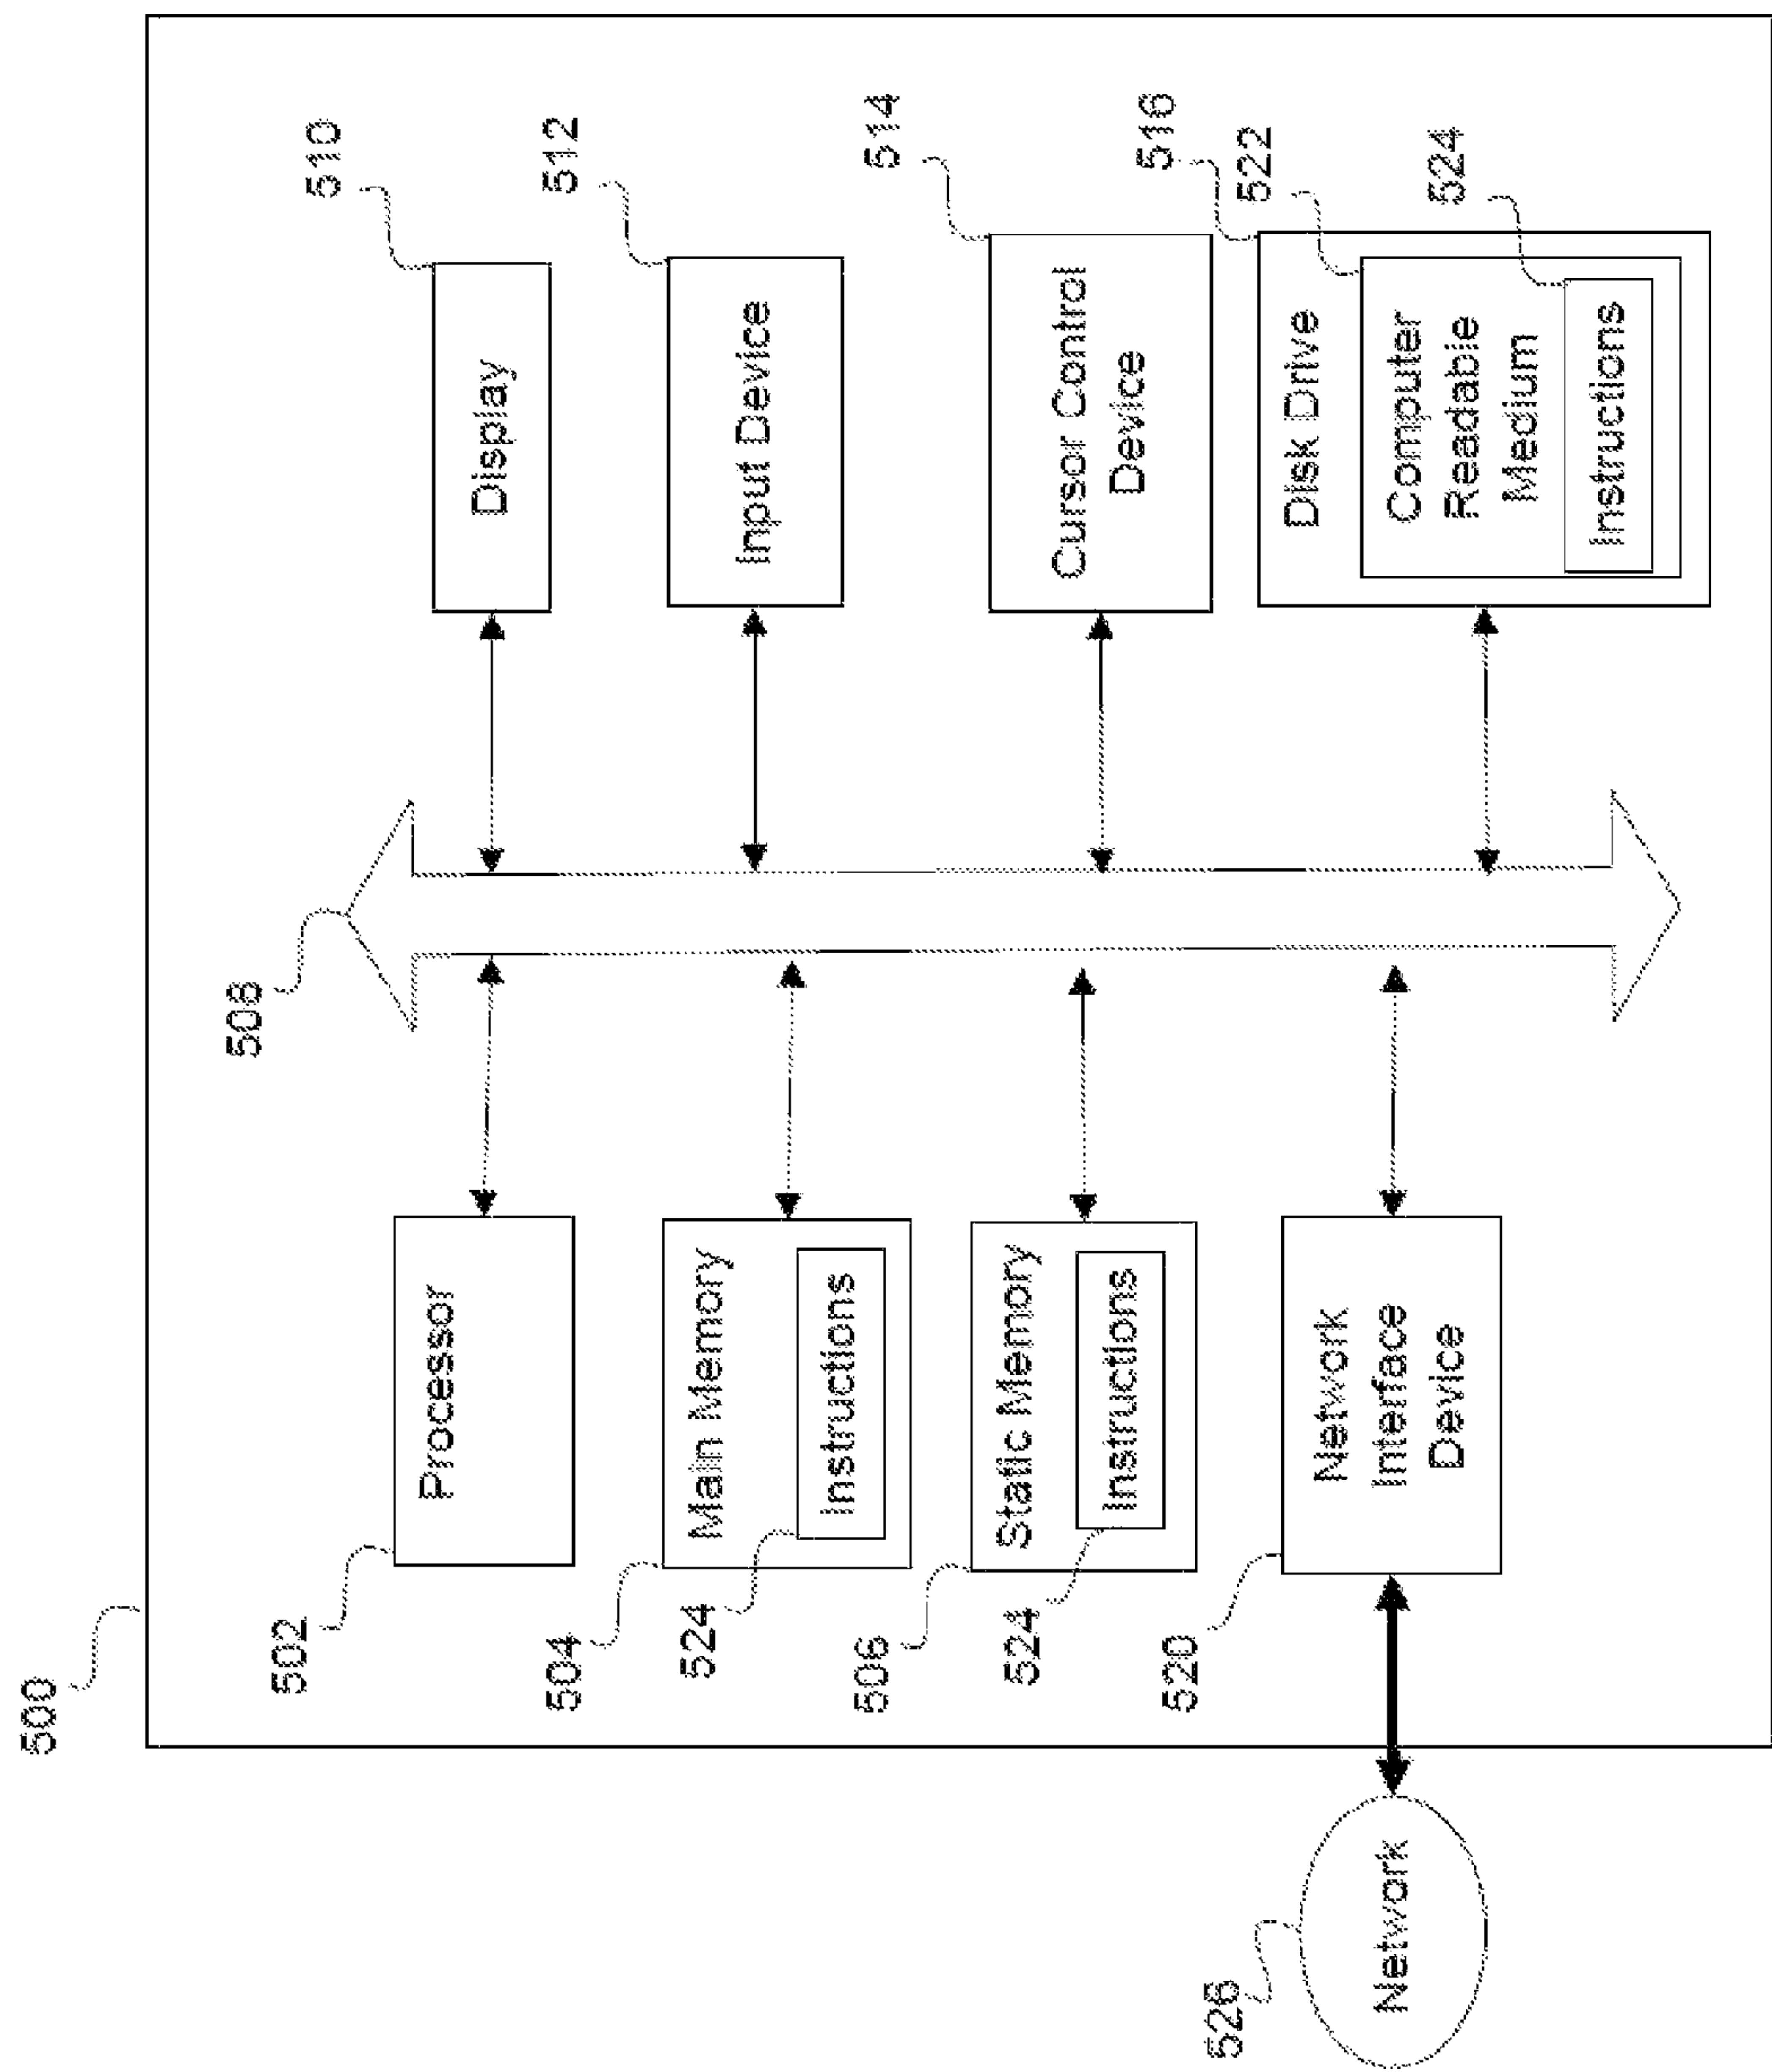 500
508
502
Processor
504
Main Memory
524
Instructions
506
Static Memory
524
Instructions
520
Network
Interface
Device
526
Network
510
Display
512
Input Device
514
Cursor Control
Device
516
Disk Drive
522
Computer
Readable
Medium
524
Instructions